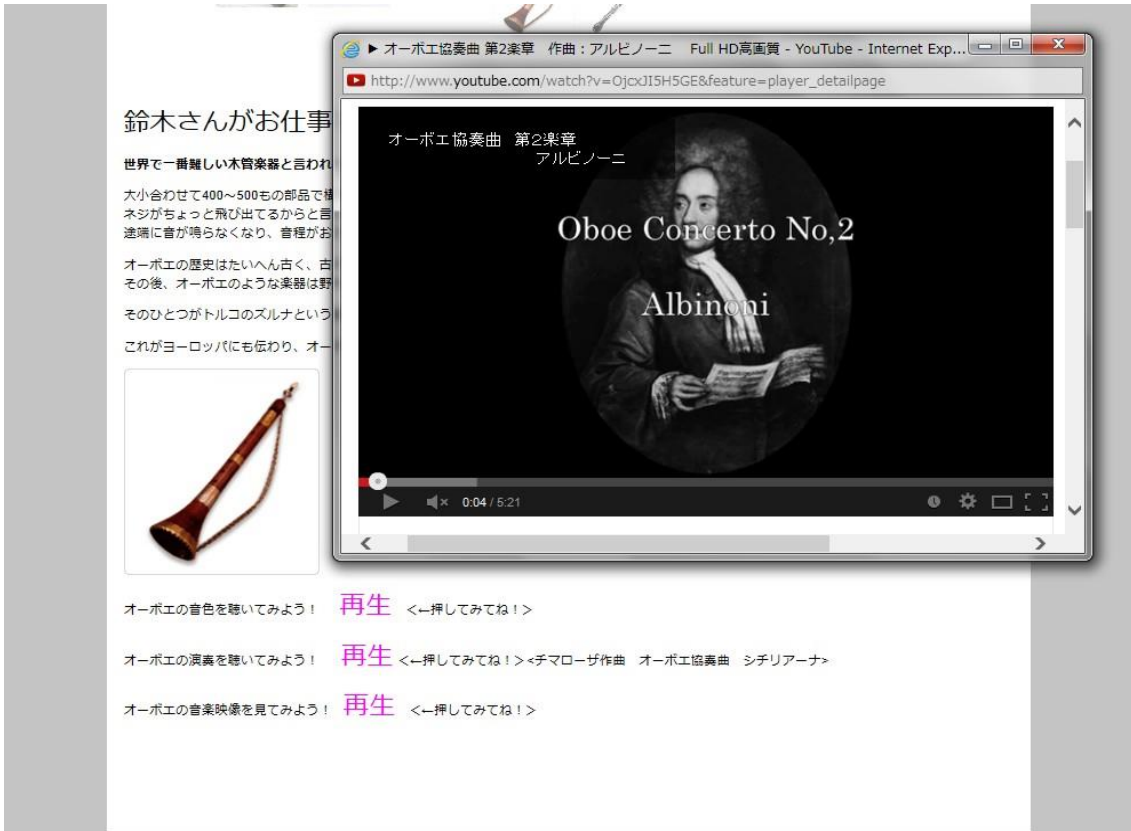 ▶ オーボエ協奏曲 第2楽章　作曲：アルビノーニ　Full HD高画質 - YouTube - Internet Exp...
http://www.youtube.com/watch?v=OjcxJI5H5GE&feature=player_detailpage
オーボエ協奏曲　第2楽章
アルビノーニ
Oboe Concerto No,2
Albinoni
0:04 / 5:21
鈴木さんがお仕事
世界で一番難しい木管楽器と言われ
大小合わせて400～500もの部品で構
ネジがちょっと飛び出てるからと言
途端に音が鳴らなくなり、音程がお
オーボエの歴史はたいへん古く、古
その後、オーボエのような楽器は野
そのひとつがトルコのズルナという
これがヨーロッパにも伝わり、オー
オーボエの音色を聴いてみよう！　再生　＜←押してみてね！＞
オーボエの演奏を聴いてみよう！　再生 ＜←押してみてね！＞<チマローザ作曲　オーボエ協奏曲　シチリアーナ>
オーボエの音楽映像を見てみよう！　再生　＜←押してみてね！＞